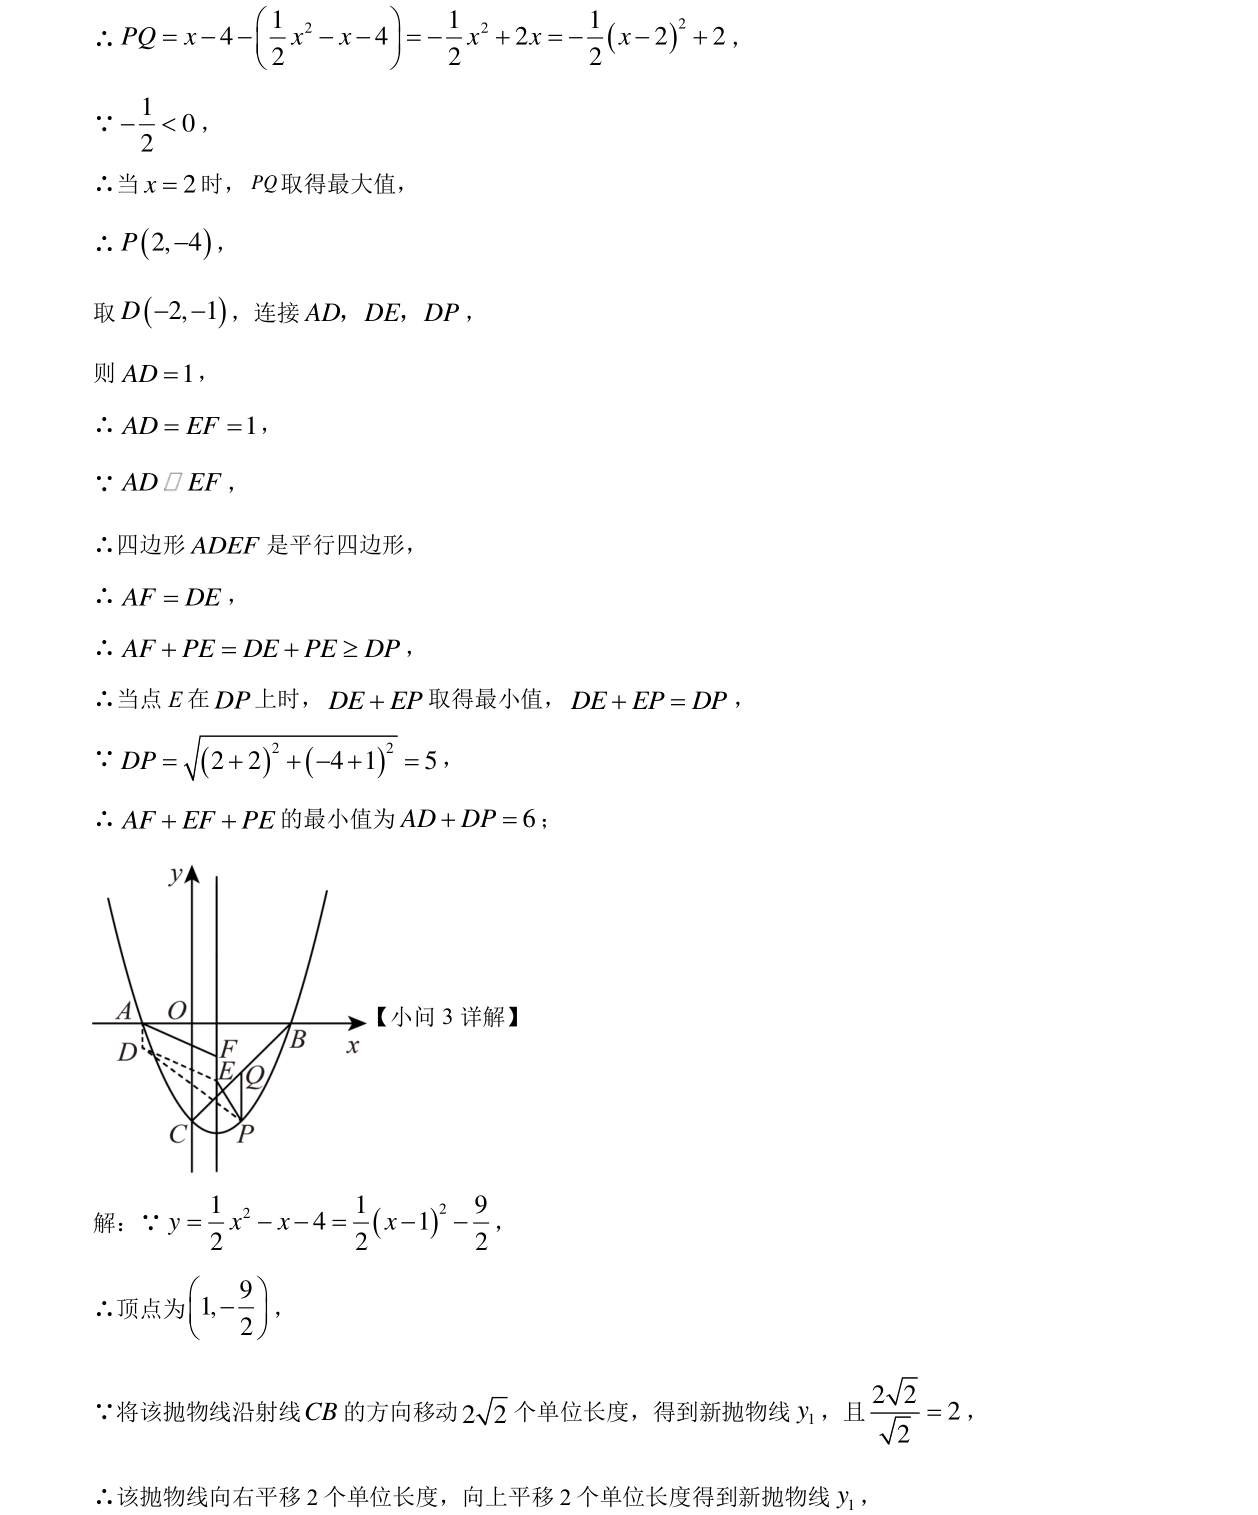 ∴ PQ = x − 4 − (1/2 x² − x − 4) = −1/2 x² + 2x = −1/2 (x − 2)² + 2，
∵ −1/2 < 0，
∴当 x = 2 时， PQ 取得最大值，
∴ P(2, −4)，
取 D(−2, −1)，连接 AD，DE，DP，
则 AD = 1，
∴ AD = EF = 1，
∵ AD □ EF，
∴四边形 ADEF 是平行四边形，
∴ AF = DE，
∴ AF + PE = DE + PE ≥ DP，
∴当点 E 在 DP 上时， DE + EP 取得最小值， DE + EP = DP，
∵ DP = √((2 + 2)² + (−4 + 1)²) = 5，
∴ AF + EF + PE 的最小值为 AD + DP = 6；
y
A
O
B
x
D
F
E
Q
C
P
【小问 3 详解】
解：∵ y = 1/2 x² − x − 4 = 1/2 (x − 1)² − 9/2，
∴顶点为 (1, −9/2)，
∵将该抛物线沿射线 CB 的方向移动 2√2 个单位长度，得到新抛物线 y₁，且 2√2/√2 = 2，
∴该抛物线向右平移 2 个单位长度，向上平移 2 个单位长度得到新抛物线 y₁，